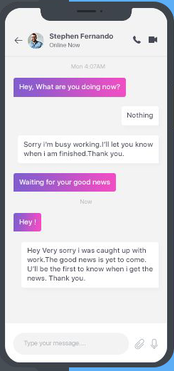 Stephen Fernando
Online Now
Mon 9:07AM
Hey, What are you doing now?
Nothing
Sorry i'm busy working.I'll let you know
when i am finished.Thank you.
Waiting for your good news
Now
Hey !
Hey Very sorry i was caught up with
work.The good news is yet to come.
U'll be the first to know when i get the
news. Thank you.
Type your message...